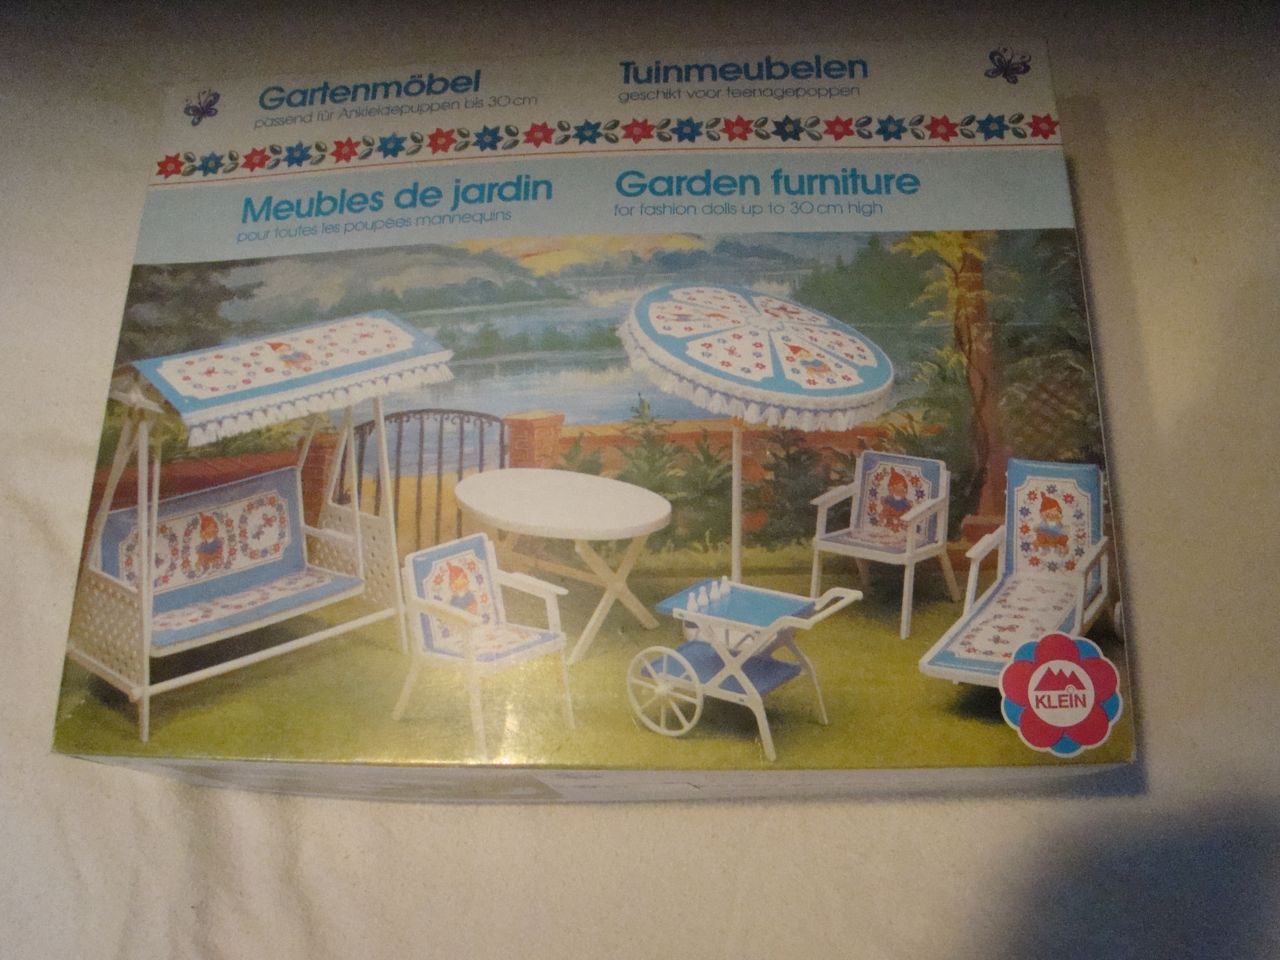 Gartenmöbel
passend für Ankleidepuppen bis 30 cm
Tuinmeubelen
geschikt voor teenagepoppen
Meubles de jardin
pour toutes les poupées mannequins
Garden furniture
for fashion dolls up to 30 cm high
KLEIN